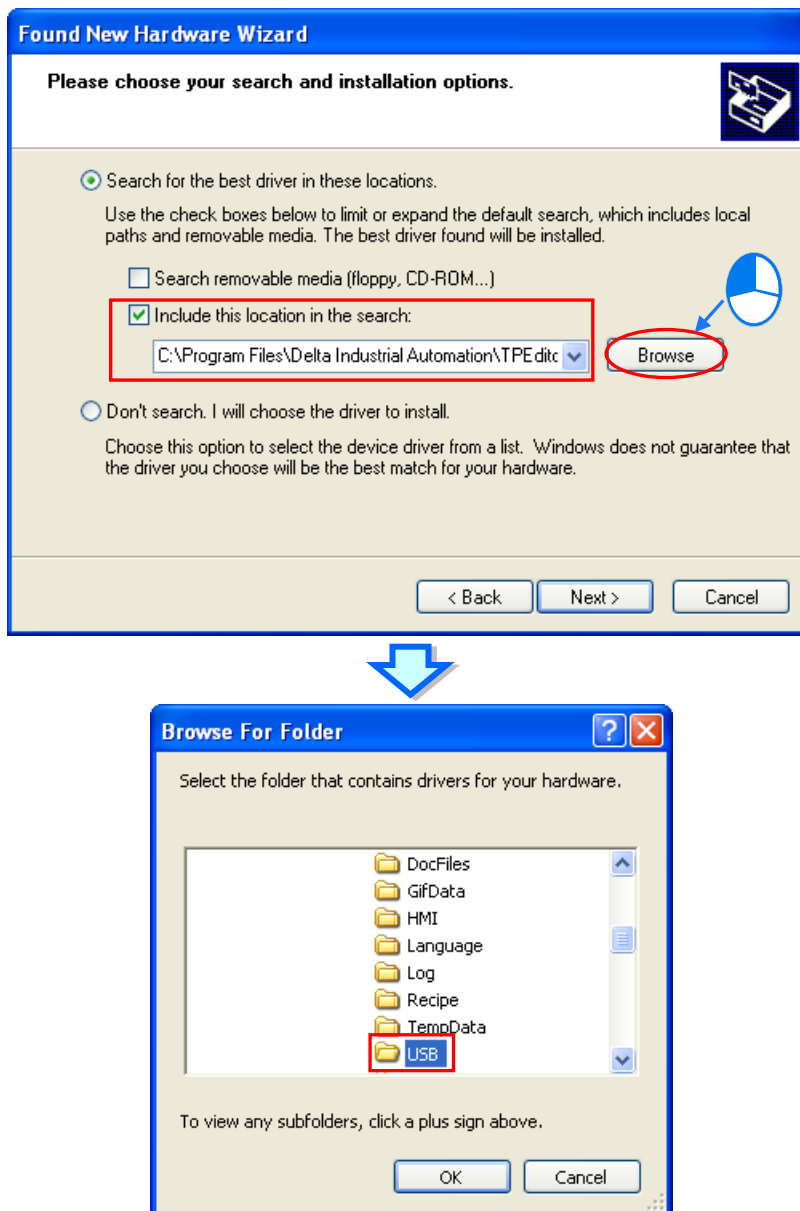 Found New Hardware Wizard
Please choose your search and installation options.
Search for the best driver in these locations.
Use the check boxes below to limit or expand the default search, which includes local
paths and removable media. The best driver found will be installed.
Search removable media (floppy, CD-ROM...)
Include this location in the search:
C:\Program Files\Delta Industrial Automation\TPEditc
Browse
Don't search. I will choose the driver to install.
Choose this option to select the device driver from a list. Windows does not guarantee that
the driver you choose will be the best match for your hardware.
< Back Next > Cancel
Browse For Folder
Select the folder that contains drivers for your hardware.
DocFiles
GifData
HMI
Language
Log
Recipe
TempData
USB
To view any subfolders, click a plus sign above.
OK Cancel